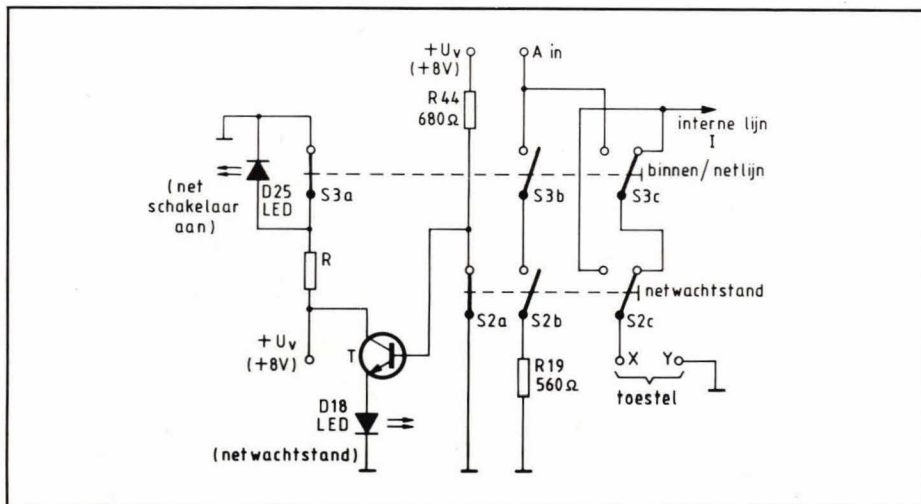 +Uv
(+8V)
A in
R44
680Ω
interne lijn
I
binnen/netlijn
(net
schakelaar
aan)
D25
LED
S3a
S3b
S3c
R
netwachtstand
S2a
S2b
S2c
+Uv
(+8V)
T
R19
560Ω
X
Y
toestel
D18
LED
(netwachtstand)